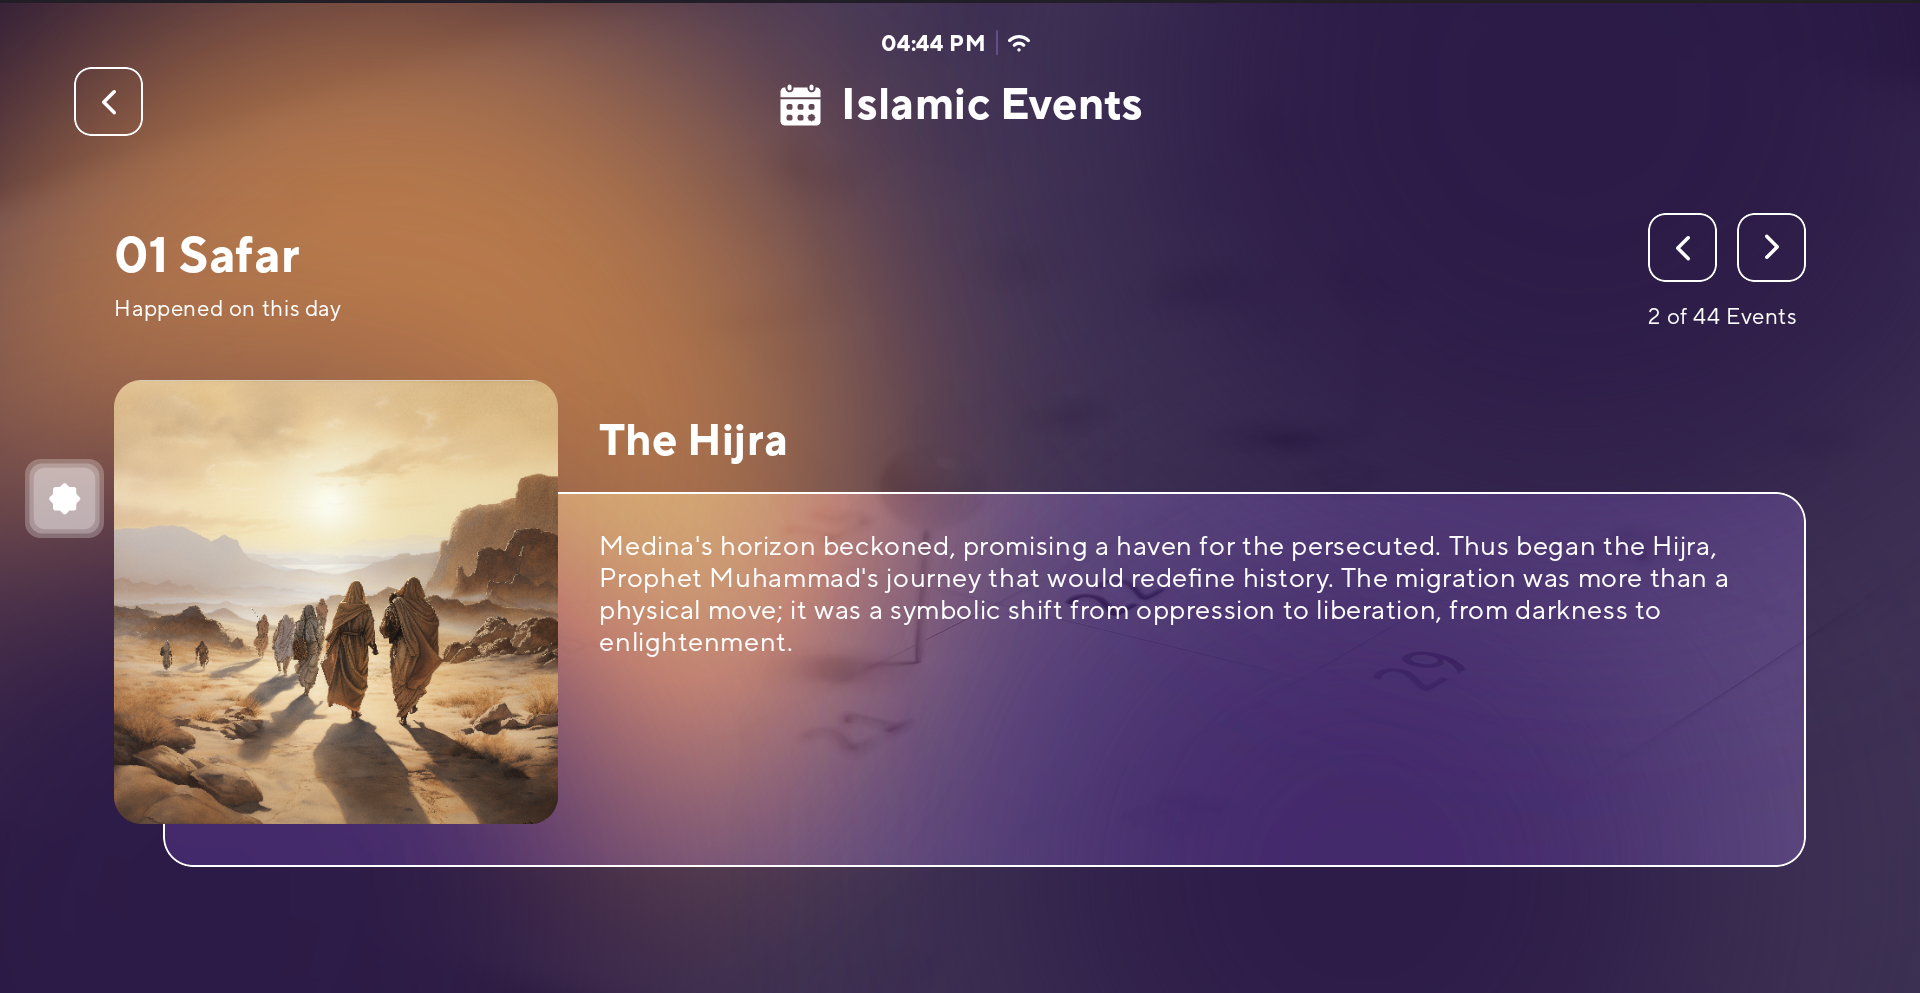 04:44 PM
Islamic Events
01 Safar
Happened on this day
2 of 44 Events
The Hijra
Medina's horizon beckoned, promising a haven for the persecuted. Thus began the Hijra,
Prophet Muhammad's journey that would redefine history. The migration was more than a
physical move; it was a symbolic shift from oppression to liberation, from darkness to
enlightenment.
29
27